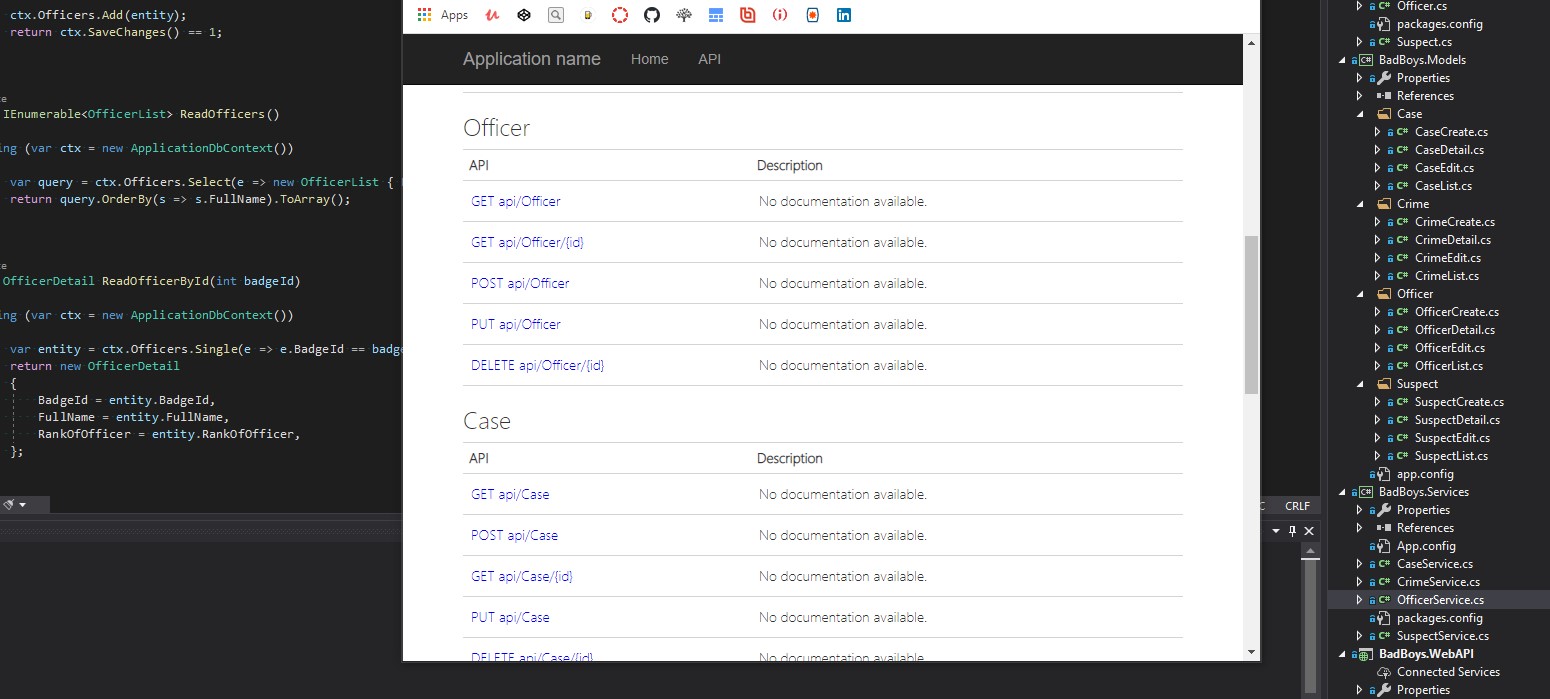 ctx.Officers.Add(entity);
return ctx.SaveChanges() == 1;
IEnumerable<OfficerList> ReadOfficers()
ing (var ctx = new ApplicationDbContext())
var query = ctx.Officers.Select(e => new OfficerList {
return query.OrderBy(s => s.FullName).ToArray();
OfficerDetail ReadOfficerById(int badgeId)
ing (var ctx = new ApplicationDbContext())
var entity = ctx.Officers.Single(e => e.BadgeId == badge
return new OfficerDetail
{
BadgeId = entity.BadgeId,
FullName = entity.FullName,
RankOfOfficer = entity.RankOfOfficer,
};
Apps
Application name Home API
Officer
API Description
GET api/Officer No documentation available.
GET api/Officer/{id} No documentation available.
POST api/Officer No documentation available.
PUT api/Officer No documentation available.
DELETE api/Officer/{id} No documentation available.
Case
API Description
GET api/Case No documentation available.
POST api/Case No documentation available.
GET api/Case/{id} No documentation available.
PUT api/Case No documentation available.
DELETE api/Case/{id} No documentation available.
CRLF
C# Officer.cs
packages.config
C# Suspect.cs
C# BadBoys.Models
Properties
References
Case
C# CaseCreate.cs
C# CaseDetail.cs
C# CaseEdit.cs
C# CaseList.cs
Crime
C# CrimeCreate.cs
C# CrimeDetail.cs
C# CrimeEdit.cs
C# CrimeList.cs
Officer
C# OfficerCreate.cs
C# OfficerDetail.cs
C# OfficerEdit.cs
C# OfficerList.cs
Suspect
C# SuspectCreate.cs
C# SuspectDetail.cs
C# SuspectEdit.cs
C# SuspectList.cs
app.config
C# BadBoys.Services
Properties
References
App.config
C# CaseService.cs
C# CrimeService.cs
C# OfficerService.cs
packages.config
C# SuspectService.cs
BadBoys.WebAPI
Connected Services
Properties